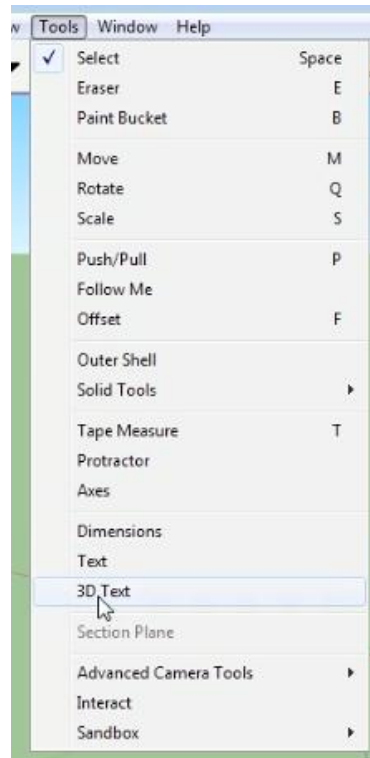 w Tools Window Help
✓ Select Space
Eraser E
Paint Bucket B
Move M
Rotate Q
Scale S
Push/Pull P
Follow Me
Offset F
Outer Shell
Solid Tools
Tape Measure T
Protractor
Axes
Dimensions
Text
3D Text
Section Plane
Advanced Camera Tools
Interact
Sandbox